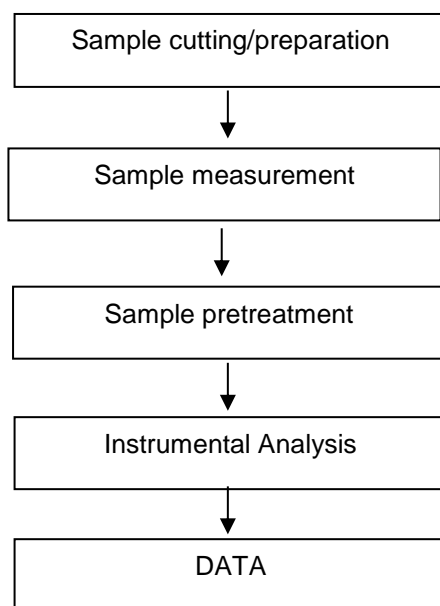 Sample cutting/preparation
Sample measurement
Sample pretreatment
Instrumental Analysis
DATA